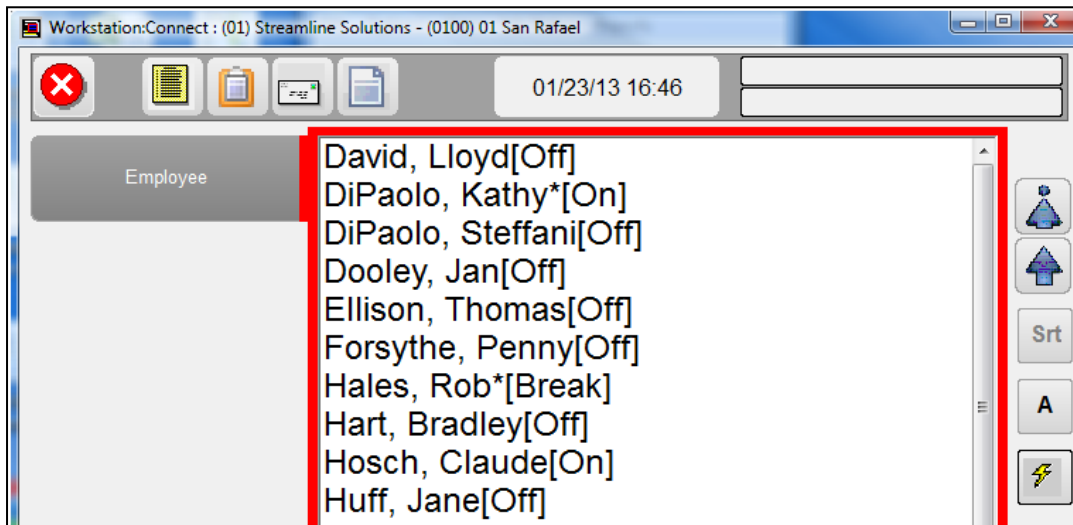 Workstation:Connect : (01) Streamline Solutions - (0100) 01 San Rafael
01/23/13 16:46
Employee
David, Lloyd[Off]
DiPaolo, Kathy*[On]
DiPaolo, Steffani[Off]
Dooley, Jan[Off]
Ellison, Thomas[Off]
Forsythe, Penny[Off]
Hales, Rob*[Break]
Hart, Bradley[Off]
Hosch, Claude[On]
Huff, Jane[Off]
Srt
A